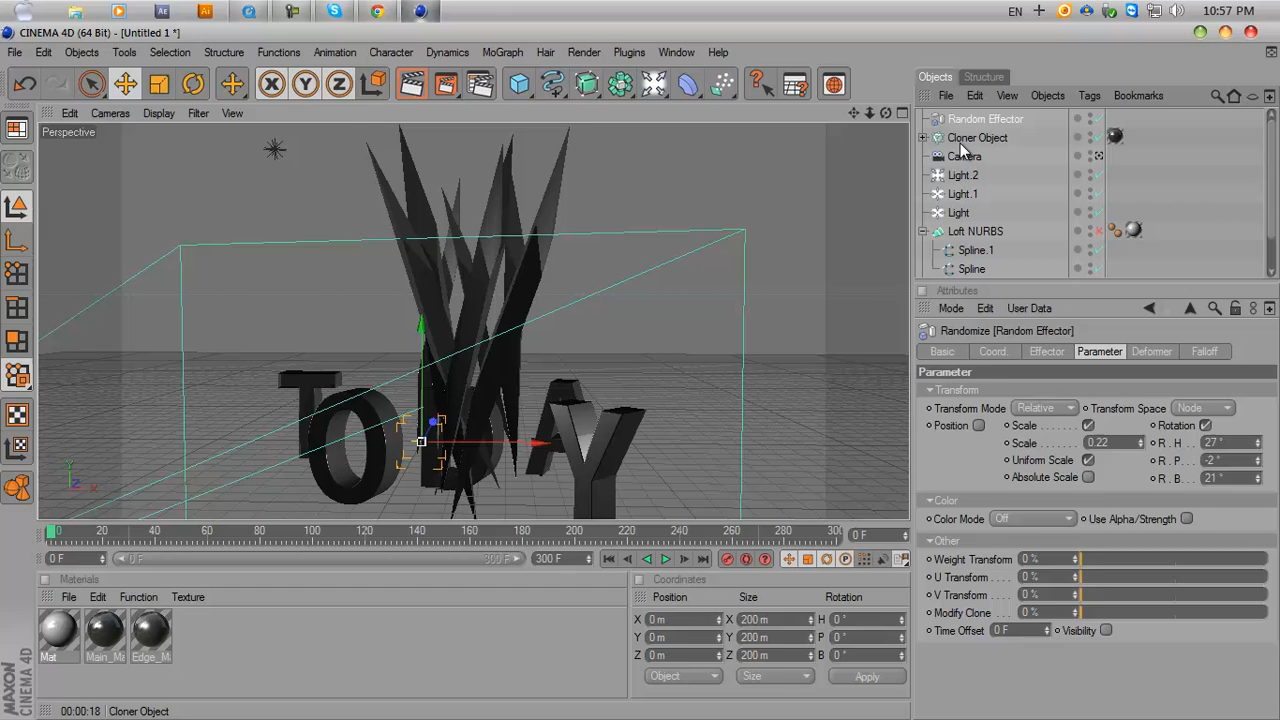 Ae
Ai
EN
10:57 PM
CINEMA 4D (64 Bit) - [Untitled 1 *]
File Edit Objects Tools Selection Structure Functions Animation Character Dynamics MoGraph Hair Render Plugins Window Help
X Y Z
Objects Structure
Edit Cameras Display Filter View
File Edit View Objects Tags Bookmarks
Perspective
Random Effector
Cloner Object
Camera
Light.2
Light.1
Light
Loft NURBS
Spline.1
Spline
TODAY
Attributes
Mode Edit User Data
Randomize [Random Effector]
Basic Coord. Effector Parameter Deformer Falloff
Parameter
Transform
Transform Mode Relative Transform Space Node
Position Scale Rotation
Scale 0.22 R . H 27°
Uniform Scale R . P -2°
Absolute Scale R . B 21°
Color
Color Mode Off Use Alpha/Strength
Other
Weight Transform 0 %
U Transform 0 %
V Transform 0 %
Modify Clone 0 %
Time Offset 0 F Visibility
0 20 40 60 80 100 120 140 160 180 200 220 240 260 280 300 0 F
0 F 0 F 300 F 300 F
Materials
File Edit Function Texture
Mat Main_Ma Edge_M
Coordinates
Position Size Rotation
X 0 m X 200 m H 0°
Y 0 m Y 200 m P 0°
Z 0 m Z 200 m B 0°
Object Size Apply
MAXON
CINEMA 4D
00:00:18 Cloner Object